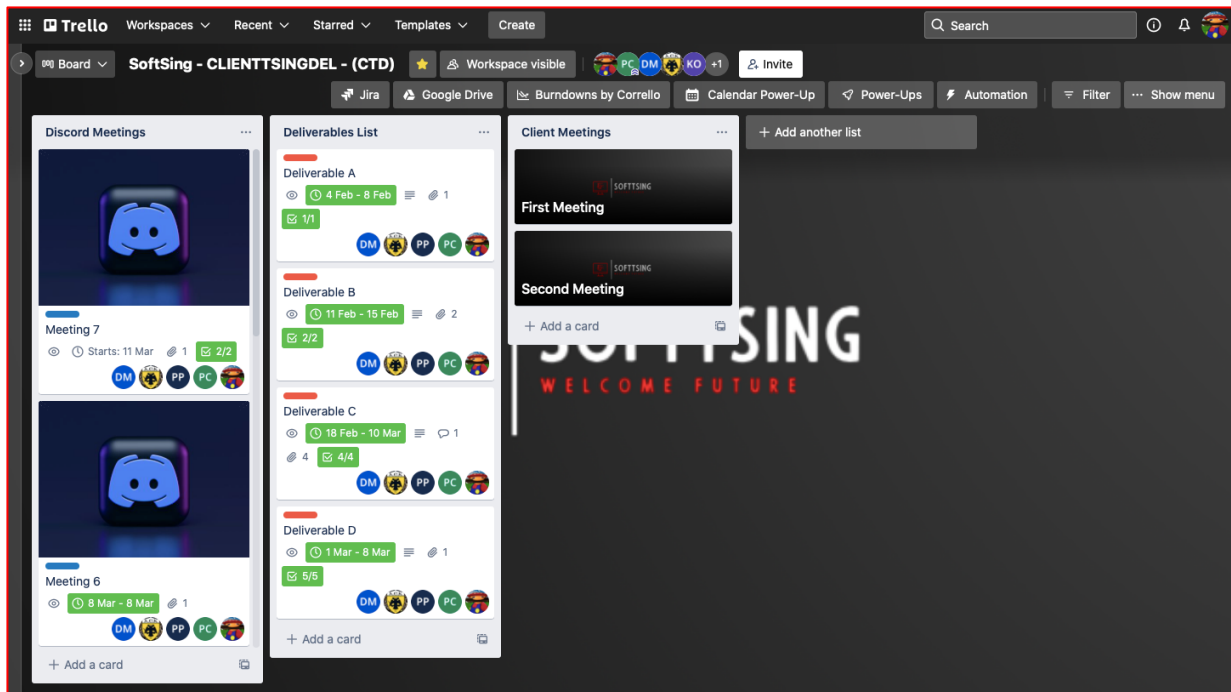 Trello Workspaces Recent Starred Templates Create Search
Board SoftSing - CLIENTTSINGDEL - (CTD) Workspace visible PC DM KO +1 Invite
Jira Google Drive Burndowns by Corrello Calendar Power-Up Power-Ups Automation Filter ... Show menu
Discord Meetings ...
Meeting 7
Starts: 11 Mar 1 2/2
DM PP PC
Meeting 6
8 Mar - 8 Mar 1
DM PP PC
+ Add a card
Deliverables List ...
Deliverable A
4 Feb - 8 Feb 1
1/1
DM PP PC
Deliverable B
11 Feb - 15 Feb 2
2/2
DM PP PC
Deliverable C
18 Feb - 10 Mar 1
4 4/4
DM PP PC
Deliverable D
1 Mar - 8 Mar 1
5/5
DM PP PC
+ Add a card
Client Meetings ...
SOFTTSING
First Meeting
SOFTTSING
Second Meeting
+ Add a card
+ Add another list
SOFTTSING
WELCOME FUTURE